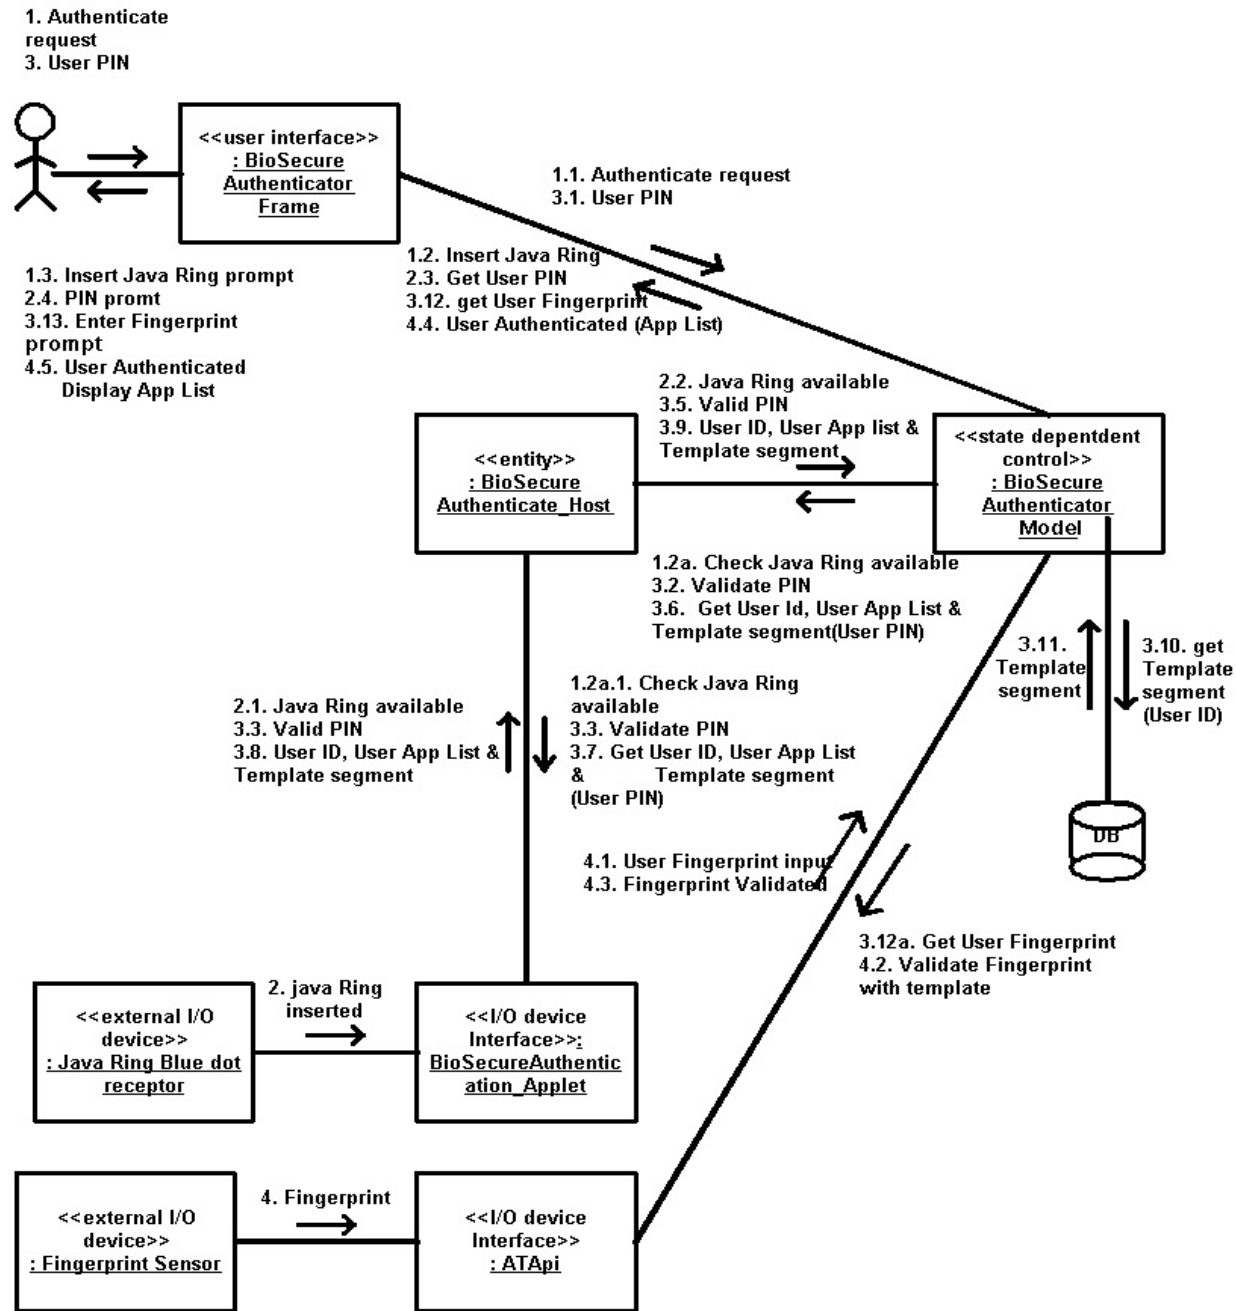 1. Authenticate
request
3. User PIN
<<user interface>>
: BioSecure
Authenticator
Frame
1.1. Authenticate request
3.1. User PIN
1.2. Insert Java Ring
2.3. Get User PIN
3.12. get User Fingerprint
4.4. User Authenticated (App List)
1.3. Insert Java Ring prompt
2.4. PIN promt
3.13. Enter Fingerprint
prompt
4.5. User Authenticated
Display App List
2.2. Java Ring available
3.5. Valid PIN
3.9. User ID, User App list &
Template segment
<<entity>>
: BioSecure
Authenticate_Host
<<state depentdent
control>>
: BioSecure
Authenticator
Model
1.2a. Check Java Ring available
3.2. Validate PIN
3.6. Get User Id, User App List &
Template segment(User PIN)
3.11.
Template
segment
3.10. get
Template
segment
(User ID)
2.1. Java Ring available
3.3. Valid PIN
3.8. User ID, User App List &
Template segment
1.2a.1. Check Java Ring
available
3.3. Validate PIN
3.7. Get User ID, User App List
& Template segment
(User PIN)
DB
4.1. User Fingerprint input
4.3. Fingerprint Validated
3.12a. Get User Fingerprint
4.2. Validate Fingerprint
with template
<<external I/O
device>>
: Java Ring Blue dot
receptor
2. java Ring
inserted
<<I/O device
Interface>>:
BioSecureAuthentic
ation_Applet
<<external I/O
device>>
: Fingerprint Sensor
4. Fingerprint
<<I/O device
Interface>>
: ATApi